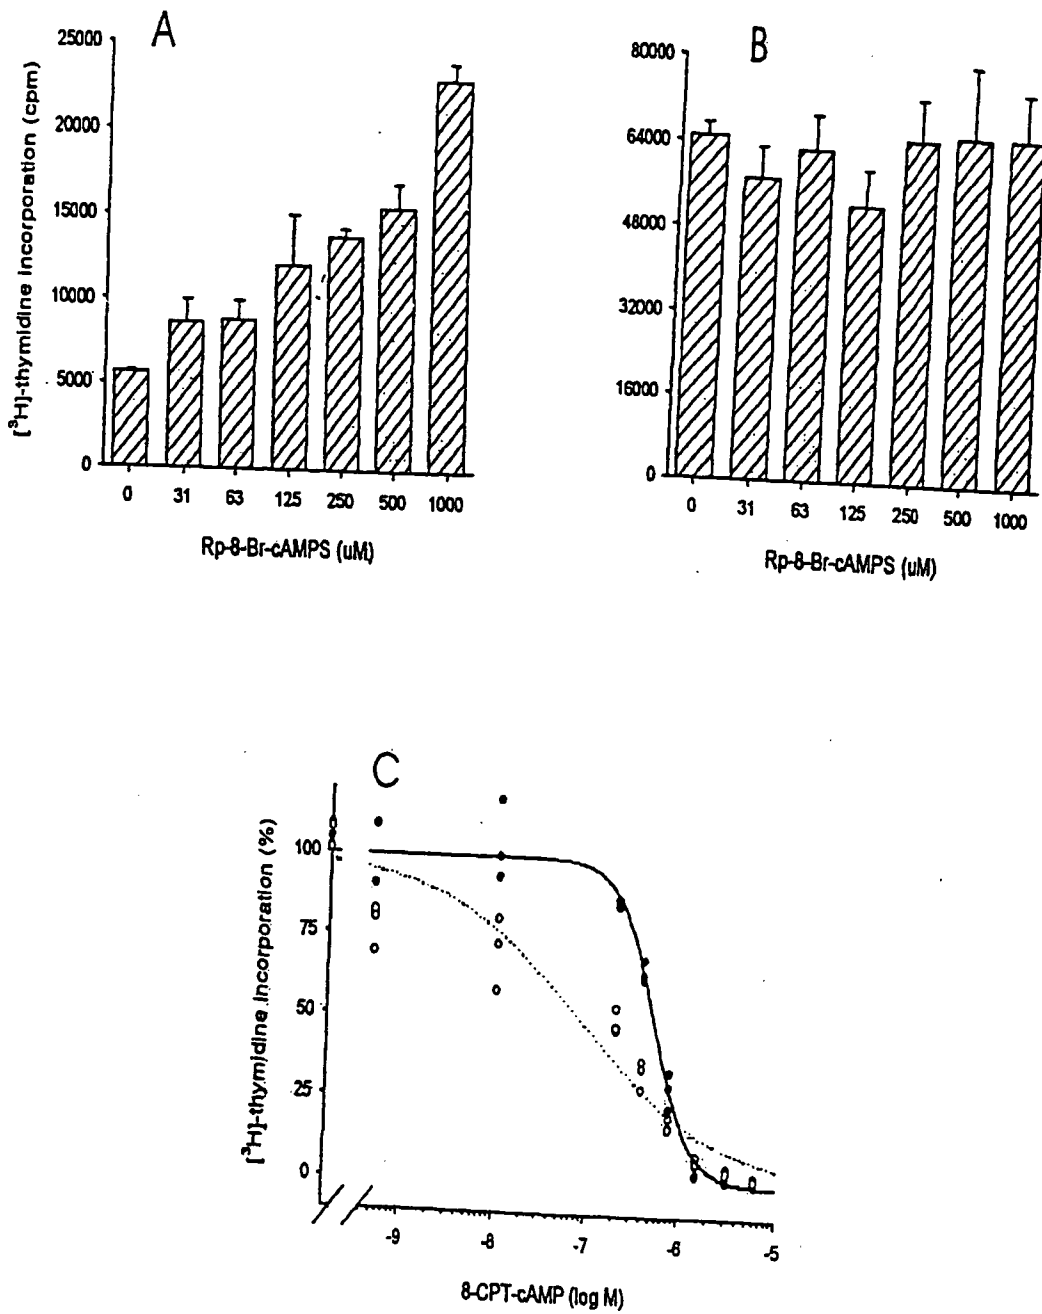 A
[³H]-thymidine incorporation (cpm)
25000
20000
15000
10000
5000
0
0 31 63 125 250 500 1000
Rp-8-Br-cAMPS (uM)
B
80000
64000
48000
32000
16000
0
0 31 63 125 250 500 1000
Rp-8-Br-cAMPS (uM)
C
[³H]-thymidine incorporation (%)
100
75
50
25
0
-9 -8 -7 -6 -5
8-CPT-cAMP (log M)